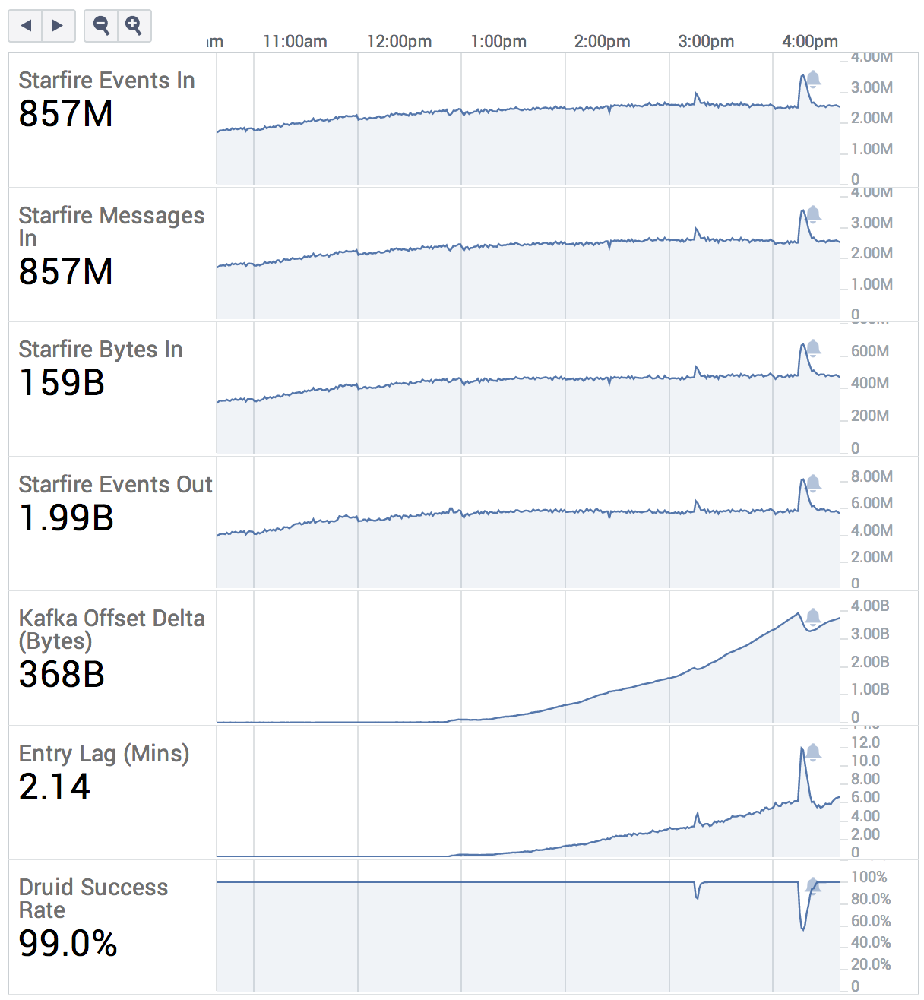 m 11:00am 12:00pm 1:00pm 2:00pm 3:00pm 4:00pm
Starfire Events In
857M
4.00M
3.00M
2.00M
1.00M
0
Starfire Messages
In
857M
4.00M
3.00M
2.00M
1.00M
0
Starfire Bytes In
159B
600M
400M
200M
0
Starfire Events Out
1.99B
8.00M
6.00M
4.00M
2.00M
0
Kafka Offset Delta
(Bytes)
368B
4.00B
3.00B
2.00B
1.00B
0
Entry Lag (Mins)
2.14
12.0
10.0
8.00
6.00
4.00
2.00
0
Druid Success
Rate
99.0%
100%
80.0%
60.0%
40.0%
20.0%
0